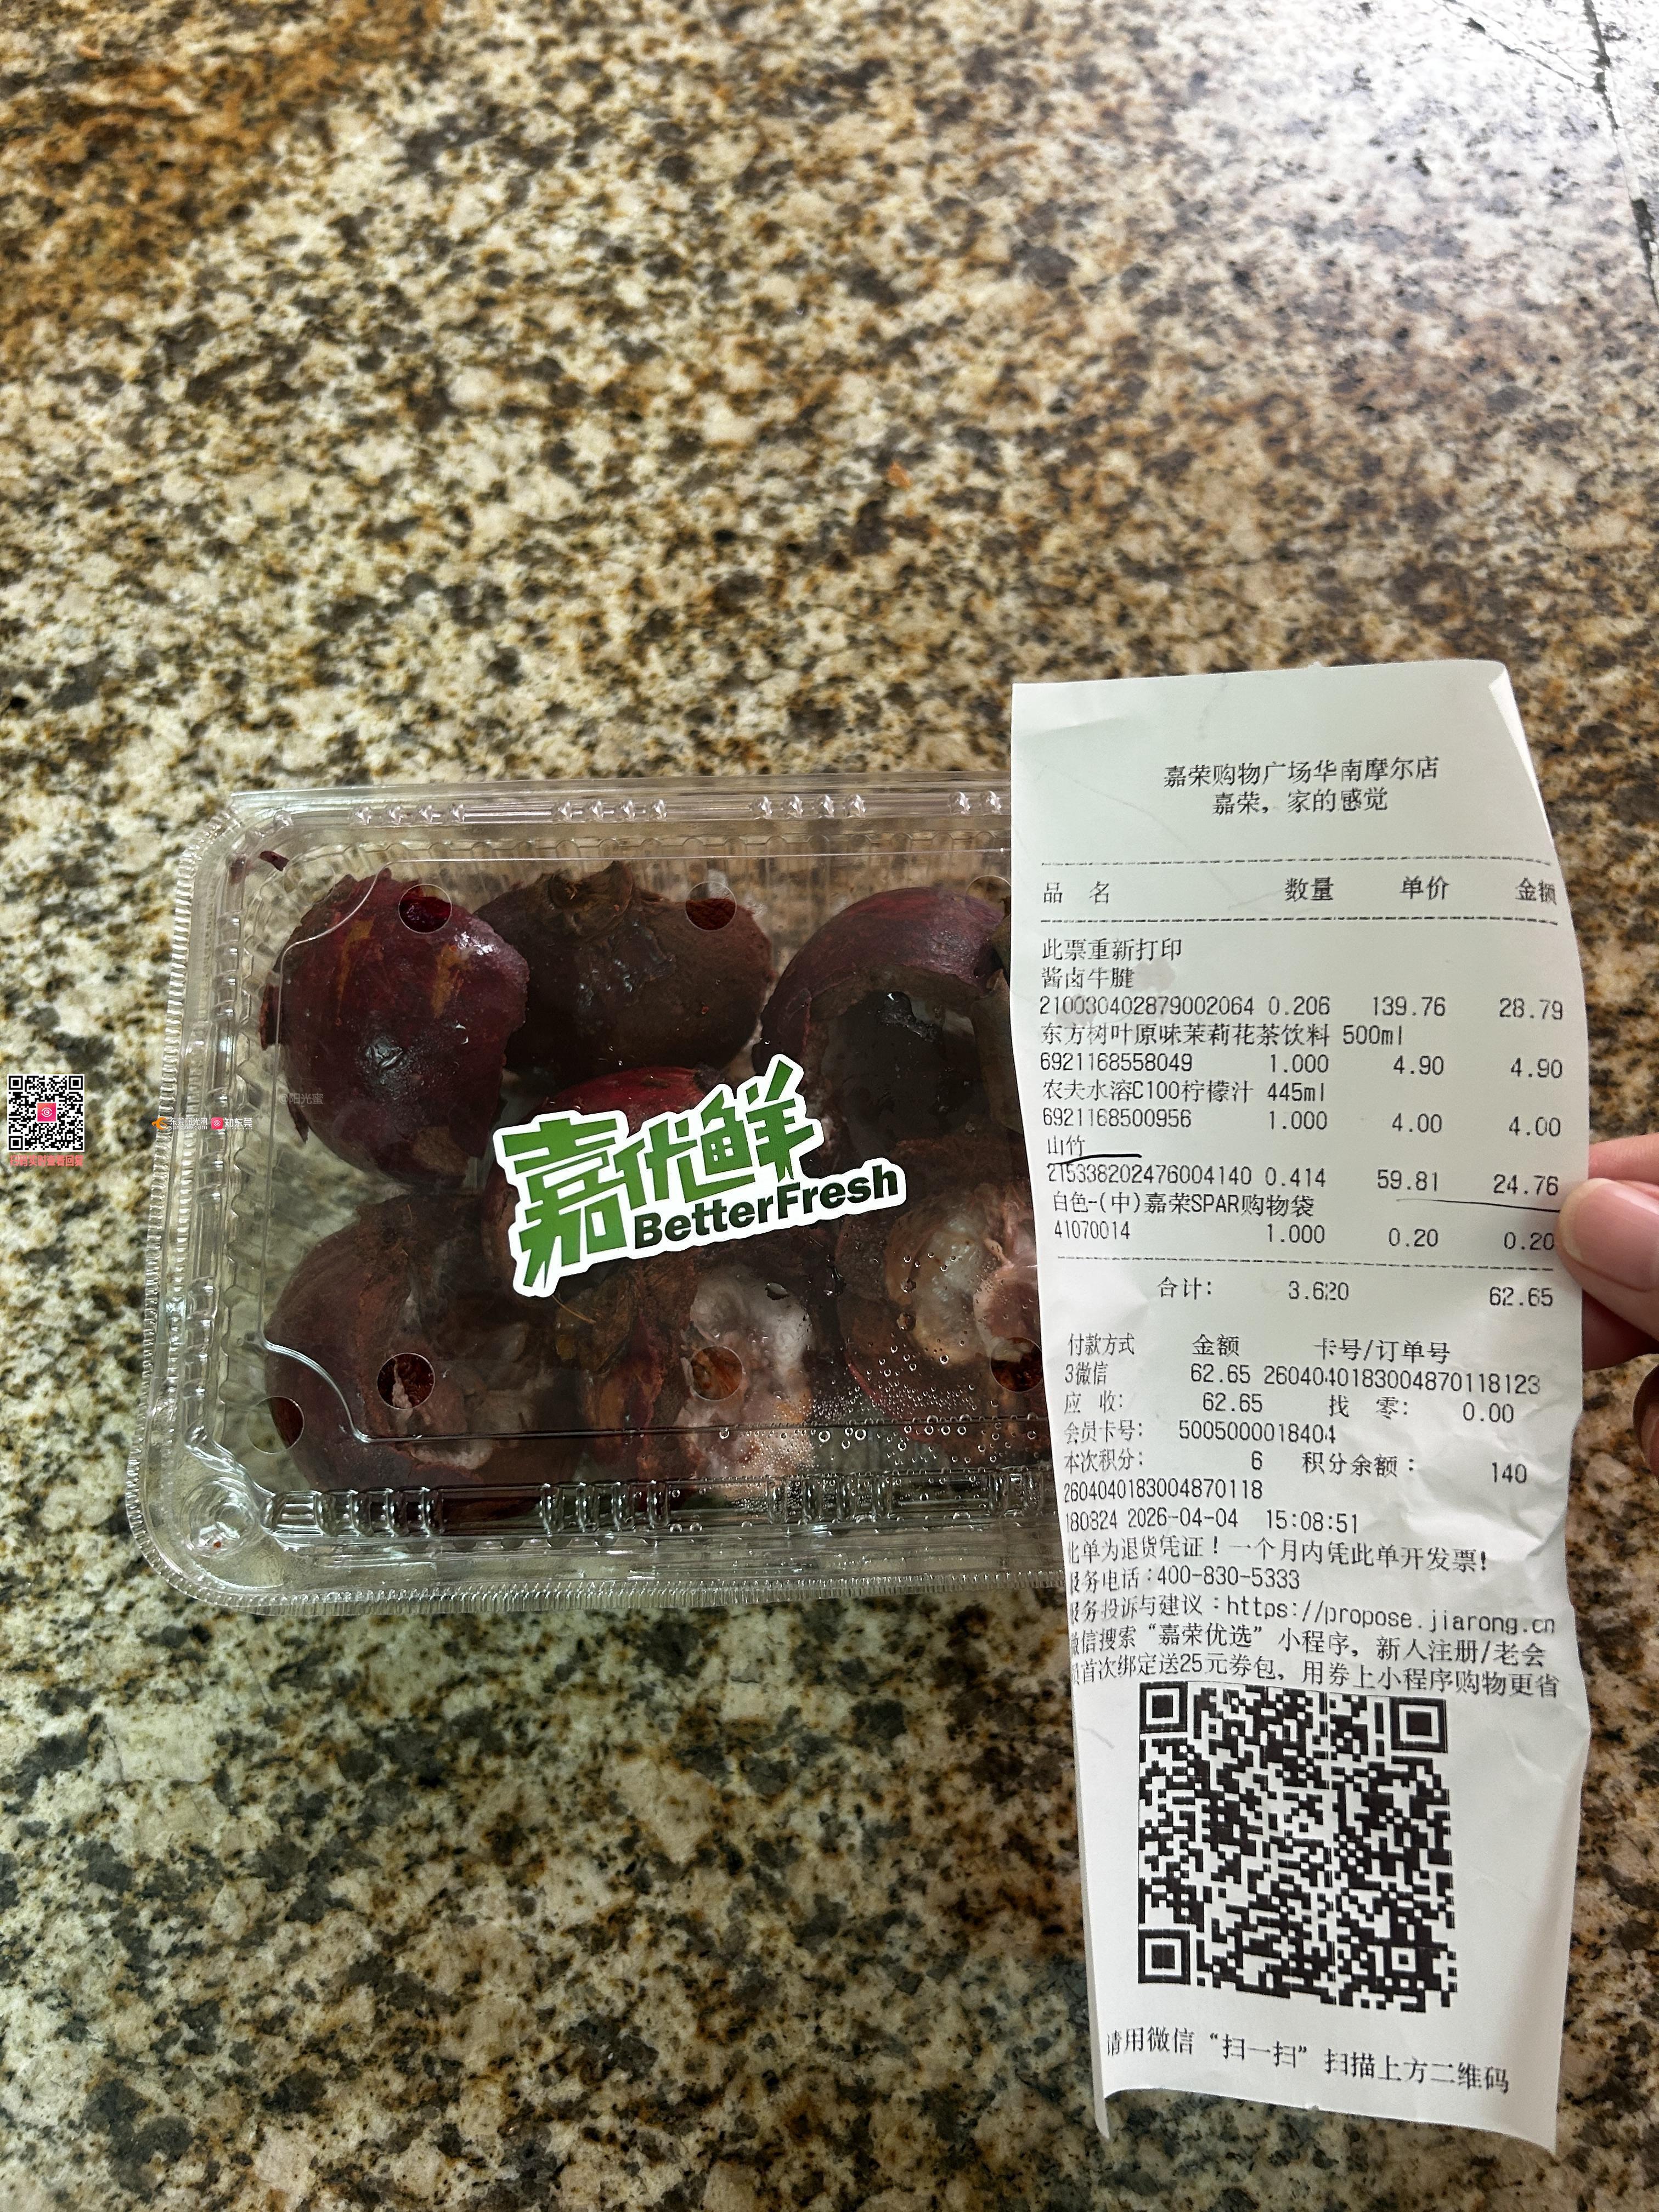 嘉优鲜
BetterFresh
@阳光蜜
知东莞
嘉荣购物广场华南摩尔店
嘉荣，家的感觉
品 名 数量 单价 金额
此票重新打印
酱卤牛腱
210030402879002064 0.206 139.76 28.79
东方树叶原味茉莉花茶饮料 500ml
6921168558049 1.000 4.90 4.90
农夫水溶C100柠檬汁 445ml
6921168500956 1.000 4.00 4.00
山竹
215338202476004140 0.414 59.81 24.76
白色-(中)嘉荣SPAR购物袋
41070014 1.000 0.20 0.20
合计: 3.620 62.65
付款方式 金额 卡号/订单号
3微信 62.65 2604040183004870118123
应 收: 62.65 找 零: 0.00
会员卡号: 5005000018404
本次积分: 6 积分余额: 140
2604040183004870118
180824 2026-04-04 15:08:51
此单为退货凭证！一个月内凭此单开发票!
服务电话:400-830-5333
服务投诉与建议:https://propose.jiarong.cn
微信搜索“嘉荣优选”小程序, 新人注册/老会
员首次绑定送25元券包, 用券上小程序购物更省
请用微信“扫一扫”扫描上方二维码